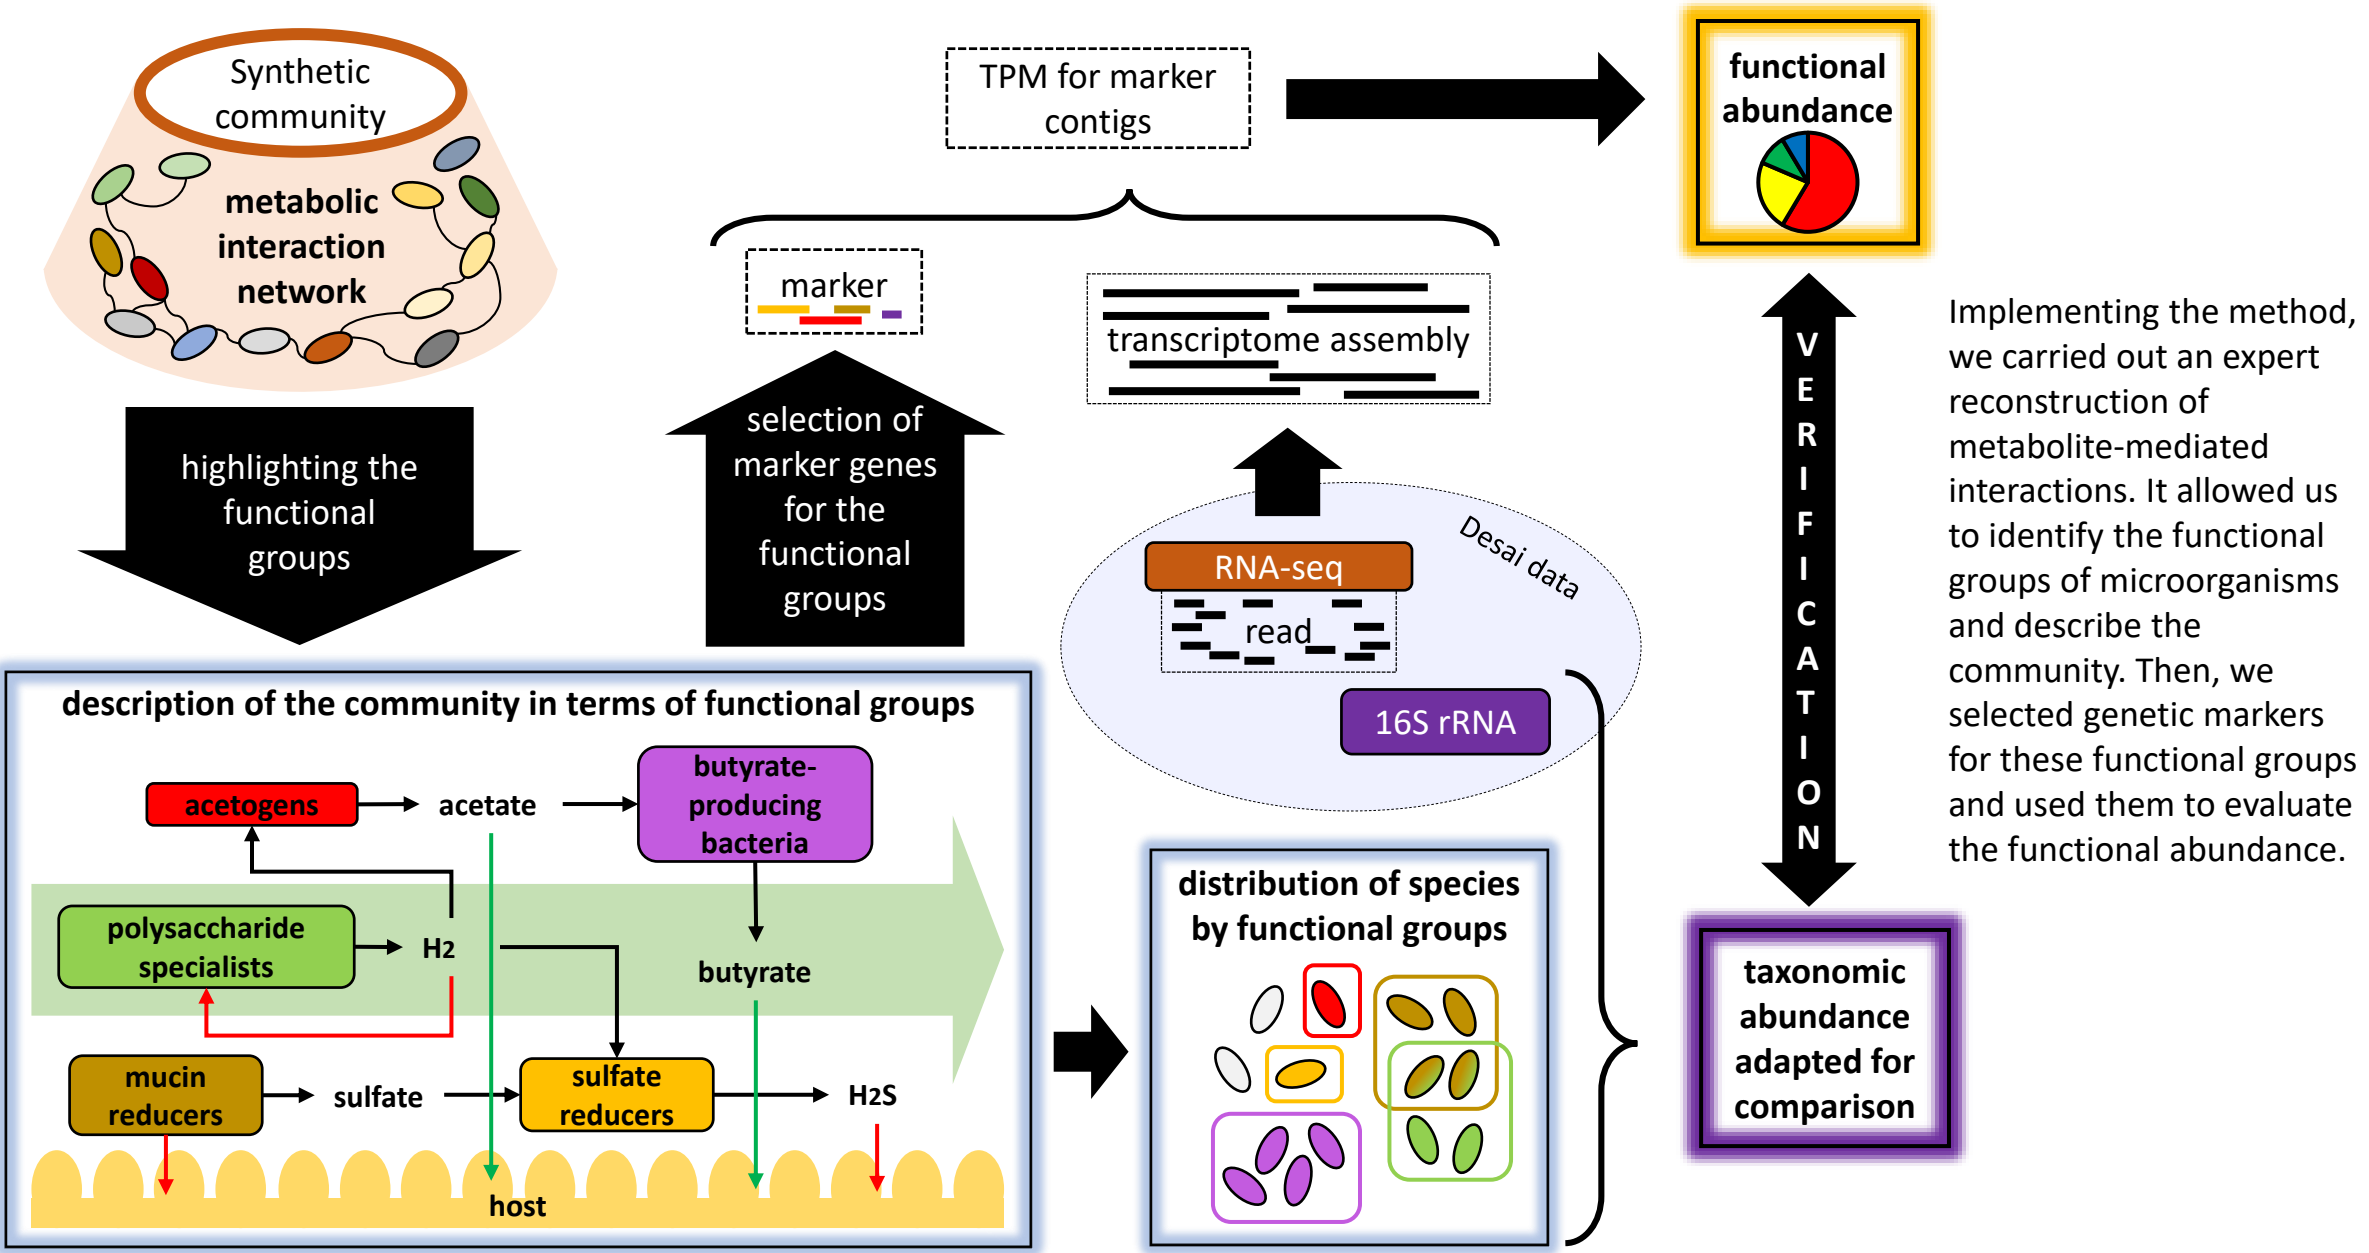 Synthetic
community
metabolic
interaction
network
highlighting the
functional
groups
description of the community in terms of functional groups
acetogens
acetate
butyrate-
producing
bacteria
polysaccharide
specialists
H2
butyrate
mucin
reducers
sulfate
sulfate
reducers
H2S
host
selection of
marker genes
for the
functional
groups
marker
TPM for marker
contigs
transcriptome assembly
RNA-seq
read
Desai data
16S rRNA
distribution of species
by functional groups
functional
abundance
VERIFICATION
taxonomic
abundance
adapted for
comparison
Implementing the method,
we carried out an expert
reconstruction of
metabolite-mediated
interactions. It allowed us
to identify the functional
groups of microorganisms
and describe the
community. Then, we
selected genetic markers
for these functional groups
and used them to evaluate
the functional abundance.